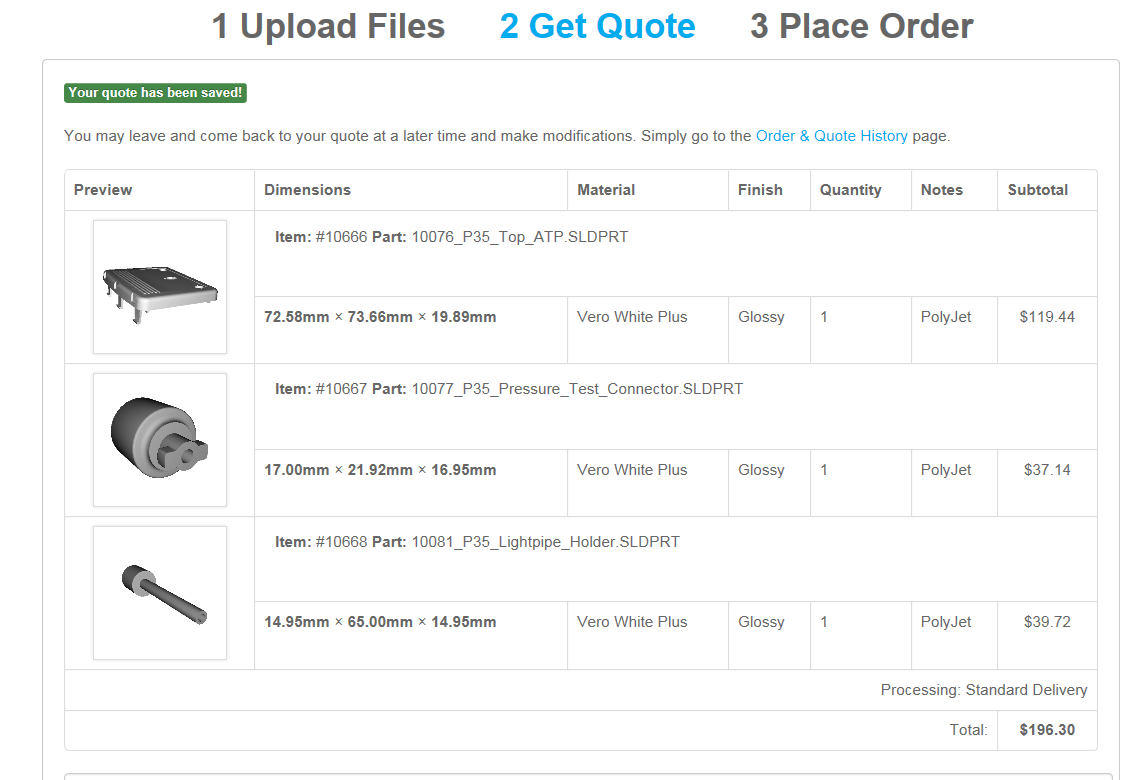 1 Upload Files 2 Get Quote 3 Place Order
Your quote has been saved!
You may leave and come back to your quote at a later time and make modifications. Simply go to the Order & Quote History page.
Preview Dimensions Material Finish Quantity Notes Subtotal
Item: #10666 Part: 10076_P35_Top_ATP.SLDPRT
72.58mm × 73.66mm × 19.89mm Vero White Plus Glossy 1 PolyJet $119.44
Item: #10667 Part: 10077_P35_Pressure_Test_Connector.SLDPRT
17.00mm × 21.92mm × 16.95mm Vero White Plus Glossy 1 PolyJet $37.14
Item: #10668 Part: 10081_P35_Lightpipe_Holder.SLDPRT
14.95mm × 65.00mm × 14.95mm Vero White Plus Glossy 1 PolyJet $39.72
Processing: Standard Delivery
Total: $196.30